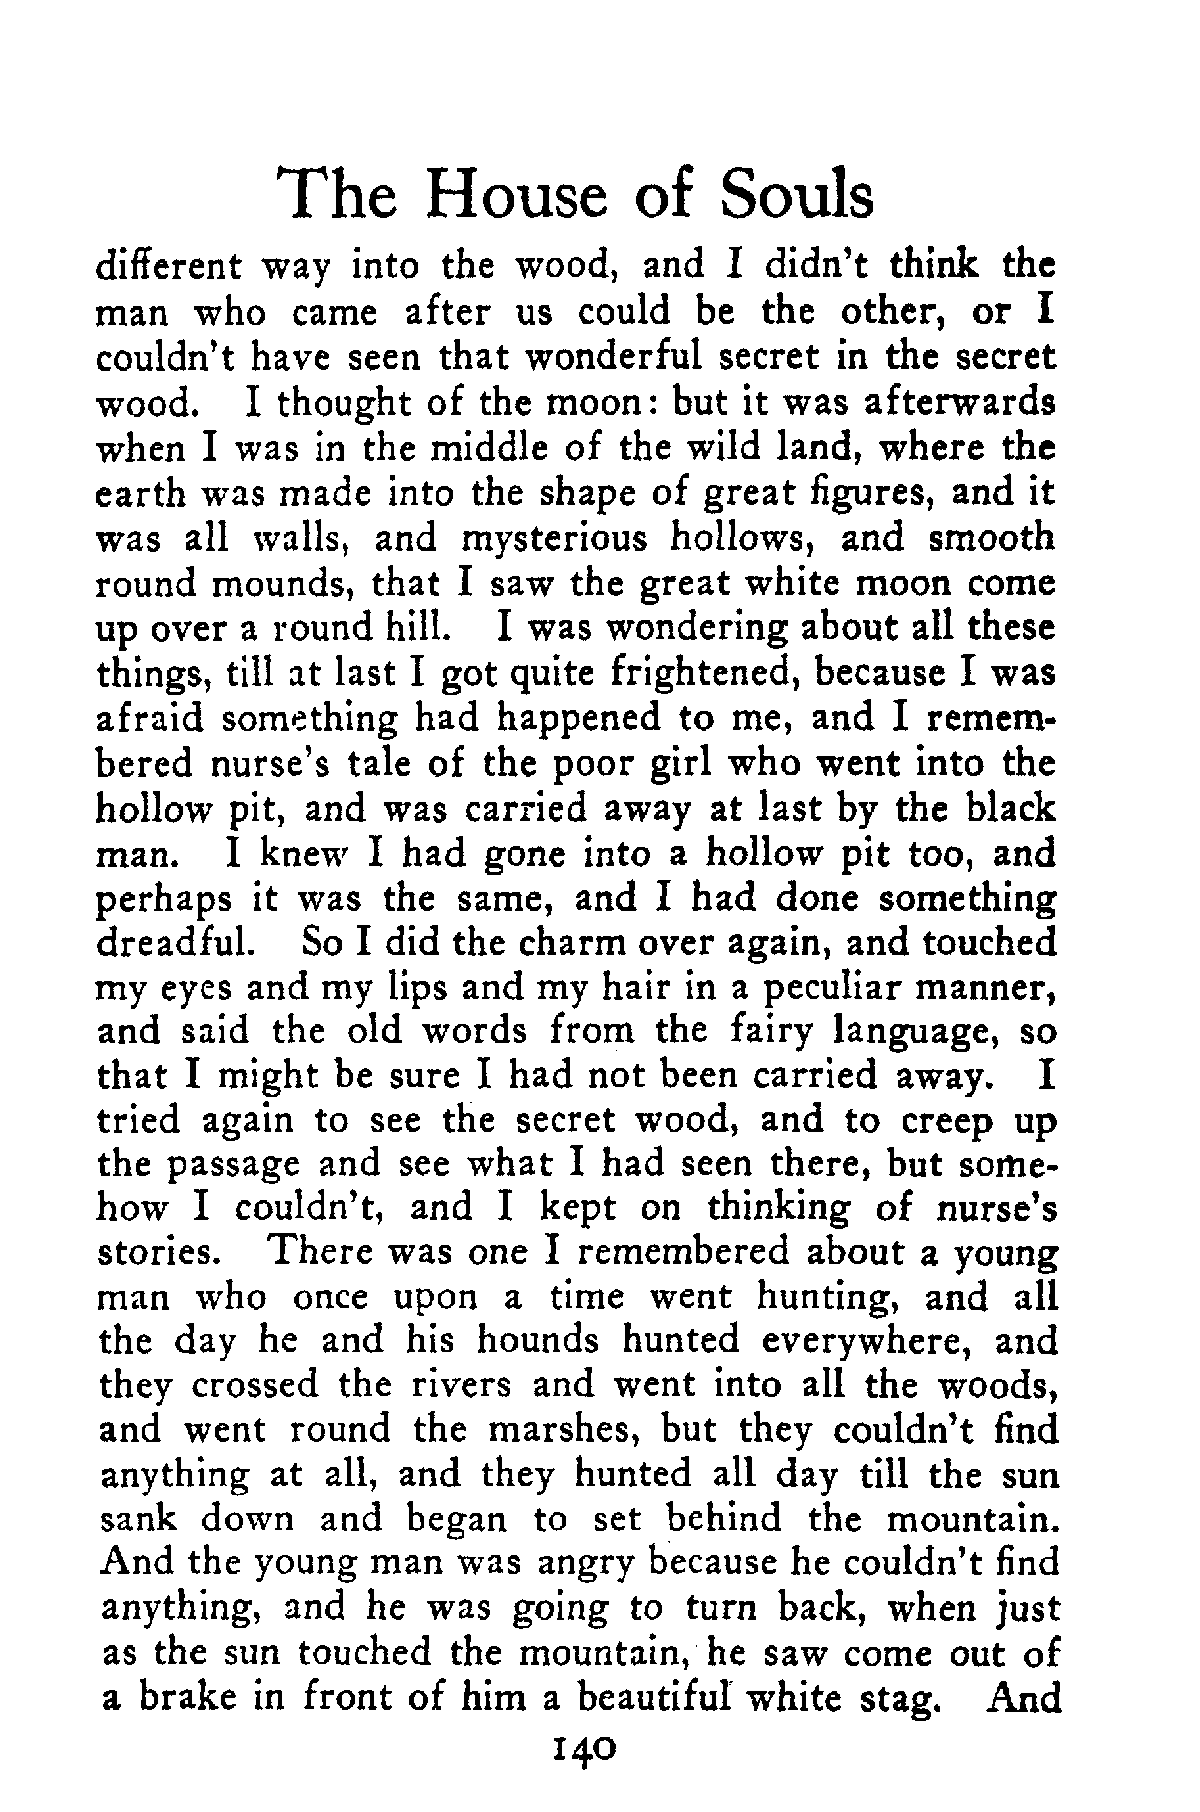 The House of Souls
different way into the wood, and I didn't think the
man who came after us could be the other, or I
couldn't have seen that wonderful secret in the secret
wood. I thought of the moon: but it was afterwards
when I was in the middle of the wild land, where the
earth was made into the shape of great figures, and it
was all walls, and mysterious hollows, and smooth
round mounds, that I saw the great white moon come
up over a round hill. I was wondering about all these
things, till at last I got quite frightened, because I was
afraid something had happened to me, and I remem-
bered nurse's tale of the poor girl who went into the
hollow pit, and was carried away at last by the black
man. I knew I had gone into a hollow pit too, and
perhaps it was the same, and I had done something
dreadful. So I did the charm over again, and touched
my eyes and my lips and my hair in a peculiar manner,
and said the old words from the fairy language, so
that I might be sure I had not been carried away. I
tried again to see the secret wood, and to creep up
the passage and see what I had seen there, but some-
how I couldn't, and I kept on thinking of nurse's
stories. There was one I remembered about a young
man who once upon a time went hunting, and all
the day he and his hounds hunted everywhere, and
they crossed the rivers and went into all the woods,
and went round the marshes, but they couldn't find
anything at all, and they hunted all day till the sun
sank down and began to set behind the mountain.
And the young man was angry because he couldn't find
anything, and he was going to turn back, when just
as the sun touched the mountain, he saw come out of
a brake in front of him a beautiful white stag. And
140